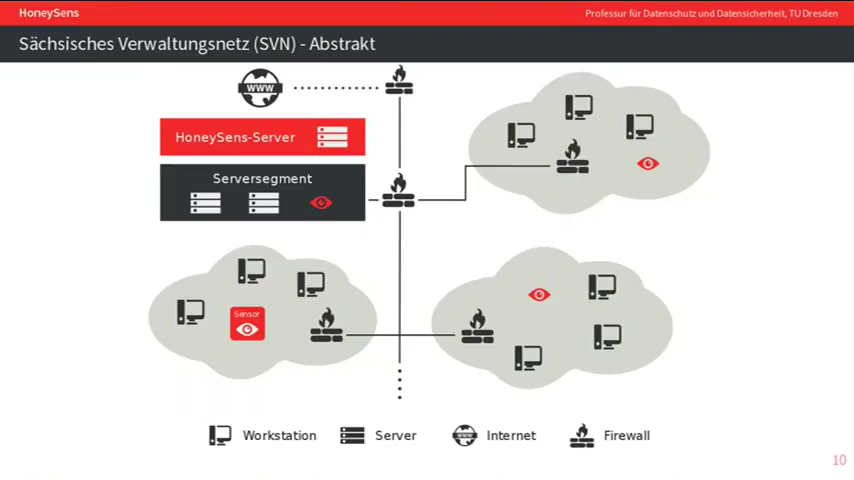 HoneySens
Professur für Datenschutz und Datensicherheit, TU Dresden
Sächsisches Verwaltungsnetz (SVN) - Abstrakt
WWW
HoneySens-Server
Serversegment
Sensor
Workstation
Server
WWW
Internet
Firewall
10